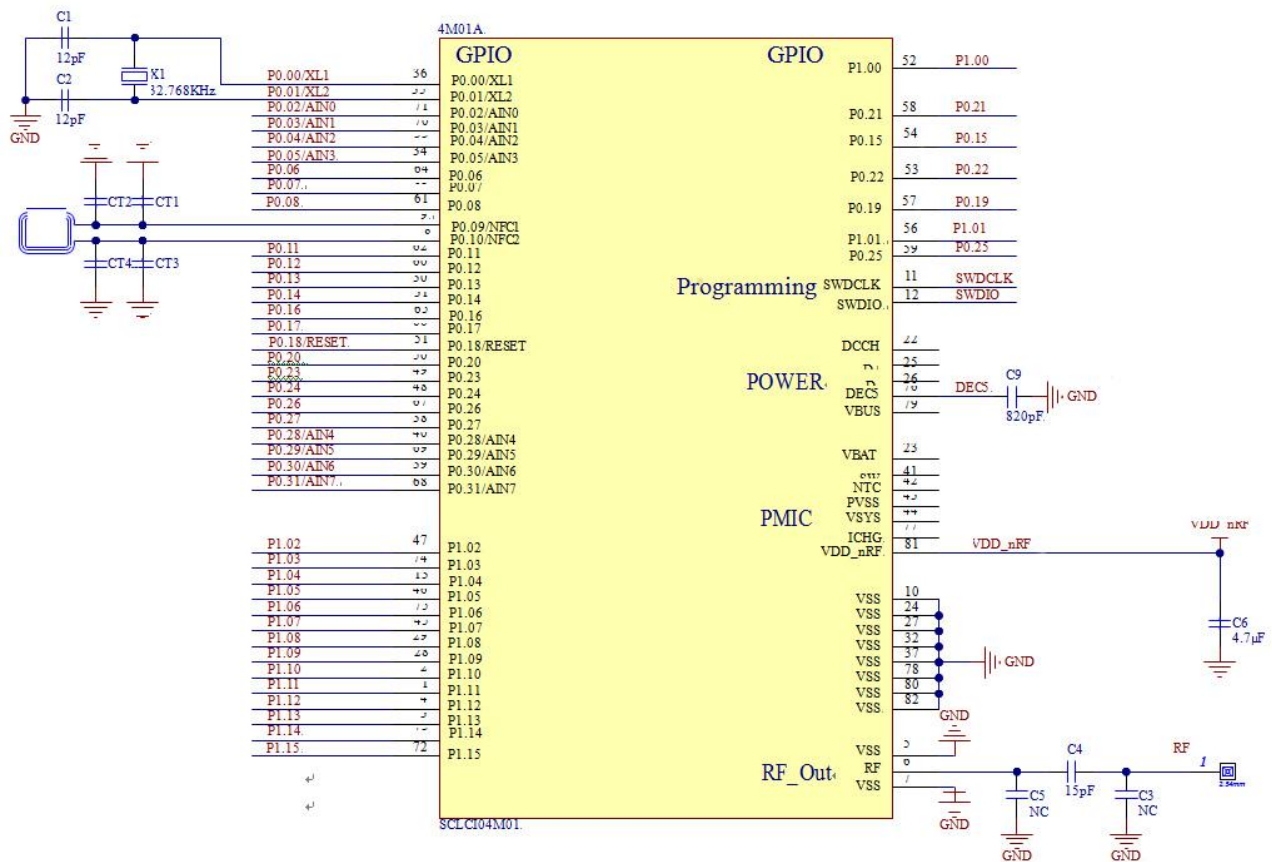 C1
12pF
X1
32.768KHz
C2
12pF
GND
CT2
CT1
CT4
CT3
4M01A
GPIO
GPIO
P0.00/XL1 36 P0.00/XL1
P0.01/XL2 P0.01/XL2
P0.02/AIN0 71 P0.02/AIN0
P0.03/AIN1 P0.03/AIN1
P0.04/AIN2 P0.04/AIN2
P0.05/AIN3. 34 P0.05/AIN3
P0.06 64 P0.06
P0.07. P0.07
P0.08. 61 P0.08
P0.09/NFC1
P0.10/NFC2
P0.11 62 P0.11
P0.12 60 P0.12
P0.13 P0.13
P0.14 P0.14
P0.16 P0.16
P0.17. P0.17
P0.18/RESET. P0.18/RESET
P0.20 P0.20
P0.23 49 P0.23
P0.24 48 P0.24
P0.26 67 P0.26
P0.27 P0.27
P0.28/AIN4 P0.28/AIN4
P0.29/AIN5 69 P0.29/AIN5
P0.30/AIN6 P0.30/AIN6
P0.31/AIN7. 68 P0.31/AIN7
P1.02 47 P1.02
P1.03 74 P1.03
P1.04 P1.04
P1.05 P1.05
P1.06 P1.06
P1.07 P1.07
P1.08 29 P1.08
P1.09 28 P1.09
P1.10 P1.10
P1.11 1 P1.11
P1.12 4 P1.12
P1.13 P1.13
P1.14. P1.14
P1.15. 72 P1.15
P1.00 52 P1.00
P0.21 58 P0.21
P0.15 54 P0.15
P0.22 53 P0.22
P0.19 57 P0.19
P1.01 56 P1.01
P0.25 59 P0.25
Programming
SWDCLK 11 SWDCLK
SWDIO 12 SWDIO
POWER
DCCH 22
25
26
DEC5 DEC5.
VBUS 79
C9
820pF
GND
PMIC
VBAT 23
41
NTC 42
PVSS
VSYS 44
ICHG
VDD_nRF 81 VDD_nRF
VDD_nRF
C6
4.7μF
VSS 10
VSS 24
VSS 27
VSS 32
VSS 37
VSS 78
VSS 80
VSS 82
GND
GND
RF_Out
VSS
RF 6
VSS
GND
C5
NC
GND
C4
15pF
C3
NC
GND
RF
1
2.54mm
SCLCI04M01.